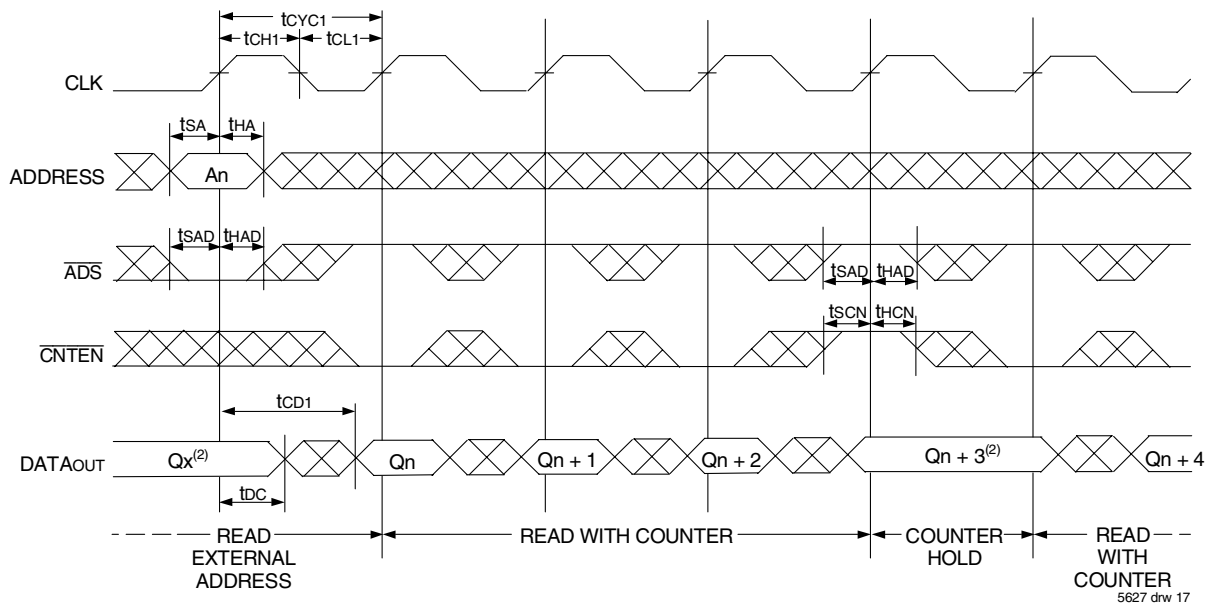 tCYC1
tCH1
tCL1
CLK
tSA
tHA
ADDRESS
An
tSAD
tHAD
ADS
tSAD
tHAD
tSCN
tHCN
CNTEN
tCD1
DATAOUT
Qx(2)
Qn
Qn + 1
Qn + 2
Qn + 3(2)
Qn + 4
tDC
READ
EXTERNAL
ADDRESS
READ WITH COUNTER
COUNTER
HOLD
READ
WITH
COUNTER
5627 drw 17